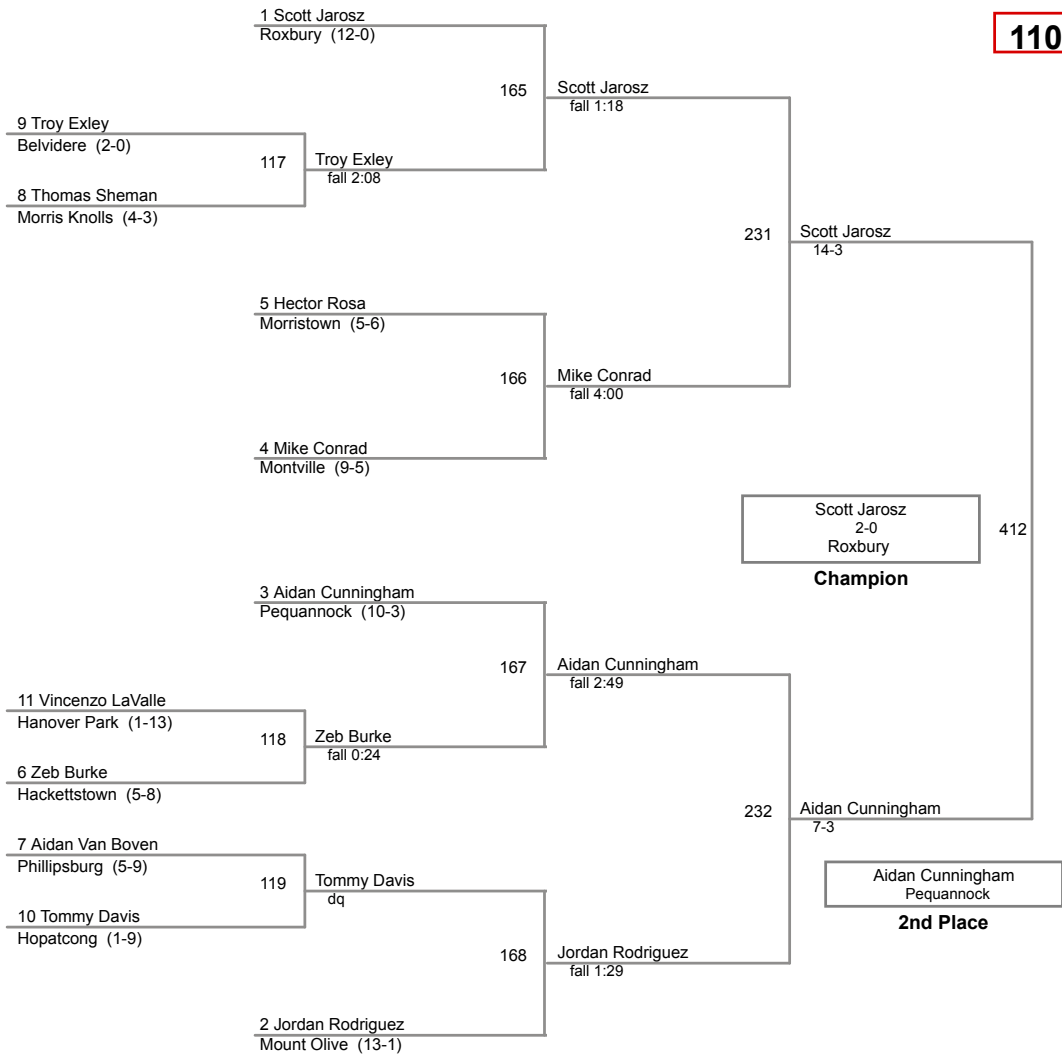 1 Scott Jarosz
Roxbury (12-0)
110
165
Scott Jarosz
fall 1:18
9 Troy Exley
Belvidere (2-0)
117
Troy Exley
fall 2:08
8 Thomas Sheman
Morris Knolls (4-3)
231
Scott Jarosz
14-3
5 Hector Rosa
Morristown (5-6)
166
Mike Conrad
fall 4:00
4 Mike Conrad
Montville (9-5)
Scott Jarosz
2-0
Roxbury
412
Champion
3 Aidan Cunningham
Pequannock (10-3)
167
Aidan Cunningham
fall 2:49
11 Vincenzo LaValle
Hanover Park (1-13)
118
Zeb Burke
fall 0:24
6 Zeb Burke
Hackettstown (5-8)
232
Aidan Cunningham
7-3
7 Aidan Van Boven
Phillipsburg (5-9)
119
Tommy Davis
dq
Aidan Cunningham
Pequannock
2nd Place
10 Tommy Davis
Hopatcong (1-9)
168
Jordan Rodriguez
fall 1:29
2 Jordan Rodriguez
Mount Olive (13-1)